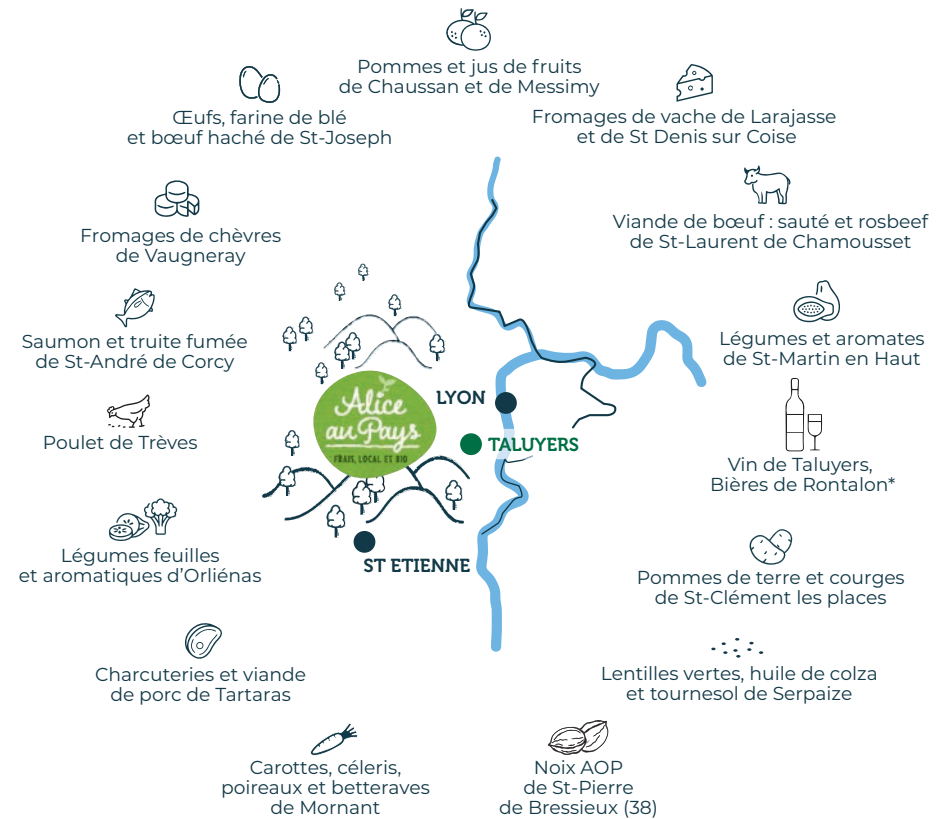 Pommes et jus de fruits
de Chaussan et de Messimy
Œufs, farine de blé
et bœuf haché de St-Joseph
Fromages de vache de Larajasse
et de St Denis sur Coise
Fromages de chèvres
de Vaugneray
Viande de bœuf : sauté et rosbeef
de St-Laurent de Chamousset
Saumon et truite fumée
de St-André de Corcy
Légumes et aromates
de St-Martin en Haut
Alice
au Pays
FRAIS, LOCAL ET BIO
LYON
TALUYERS
ST ETIENNE
Poulet de Trèves
Vin de Taluyers,
Bières de Rontalon*
Légumes feuilles
et aromatiques d’Orliénas
Pommes de terre et courges
de St-Clément les places
Charcuteries et viande
de porc de Tartaras
Lentilles vertes, huile de colza
et tournesol de Serpaize
Carottes, céleris,
poireaux et betteraves
de Mornant
Noix AOP
de St-Pierre
de Bressieux (38)